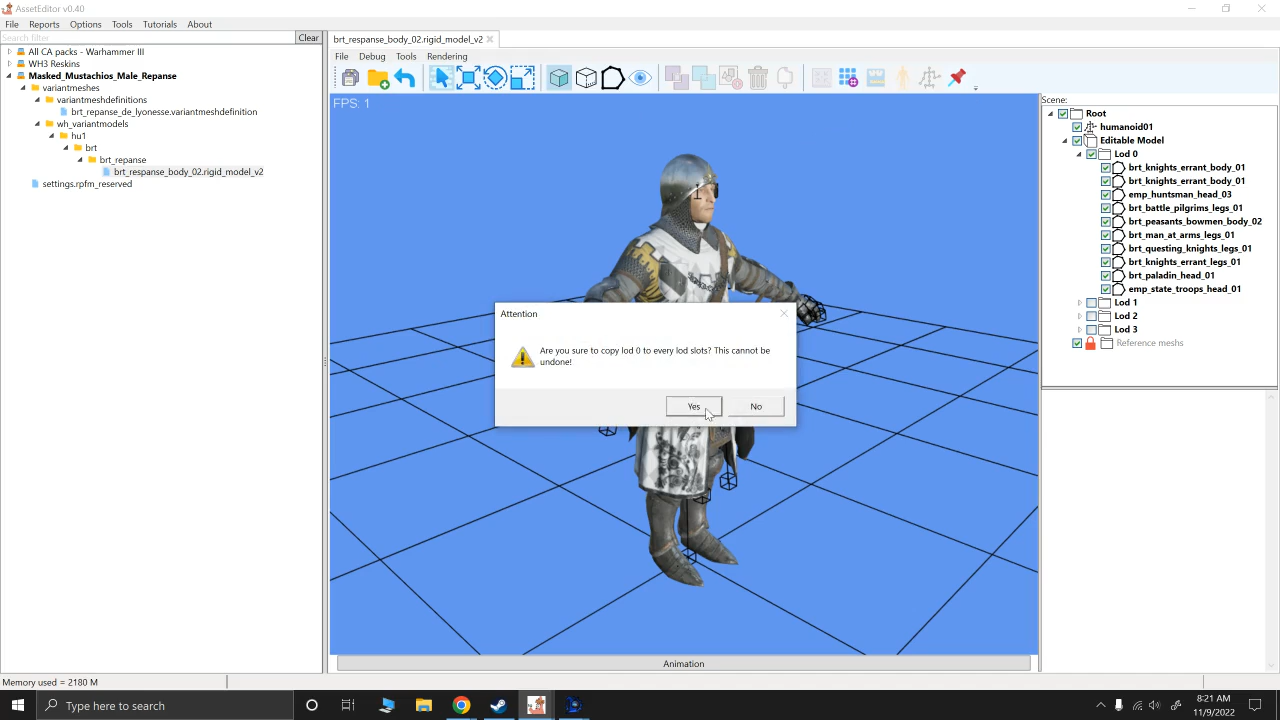 AssetEditor v0.40
File Reports Options Tools Tutorials About
Search filter Clear
All CA packs - Warhammer III
WH3 Reskins
Masked_Mustachios_Male_Repanse
variantmeshes
variantmeshdefinitions
brt_repanse_de_lyonesse.variantmeshdefinition
wh_variantmodels
hu1
brt
brt_repanse
brt_respanse_body_02.rigid_model_v2
settings.rpfm_reserved
brt_respanse_body_02.rigid_model_v2
File Debug Tools Rendering
FPS: 1
Attention
Are you sure to copy lod 0 to every lod slots? This cannot be
undone!
Yes No
Animation
Scene:
Root
humanoid01
Editable Model
Lod 0
brt_knights_errant_body_01
brt_knights_errant_body_01
emp_huntsman_head_03
brt_battle_pilgrims_legs_01
brt_peasants_bowmen_body_02
brt_man_at_arms_legs_01
brt_questing_knights_legs_01
brt_knights_errant_legs_01
brt_paladin_head_01
emp_state_troops_head_01
Lod 1
Lod 2
Lod 3
Reference meshs
Memory used = 2180 M
Type here to search
8:21 AM
11/9/2022